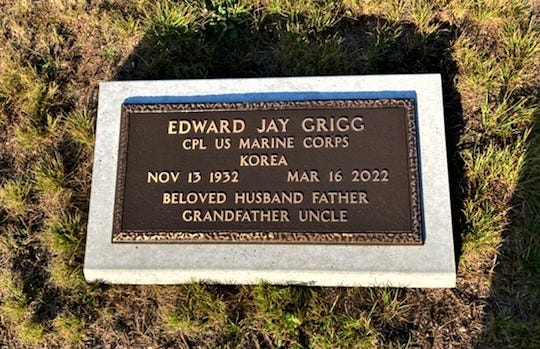 EDWARD JAY GRIGG
CPL US MARINE CORPS
KOREA
NOV 13 1932 MAR 16 2022
BELOVED HUSBAND FATHER
GRANDFATHER UNCLE